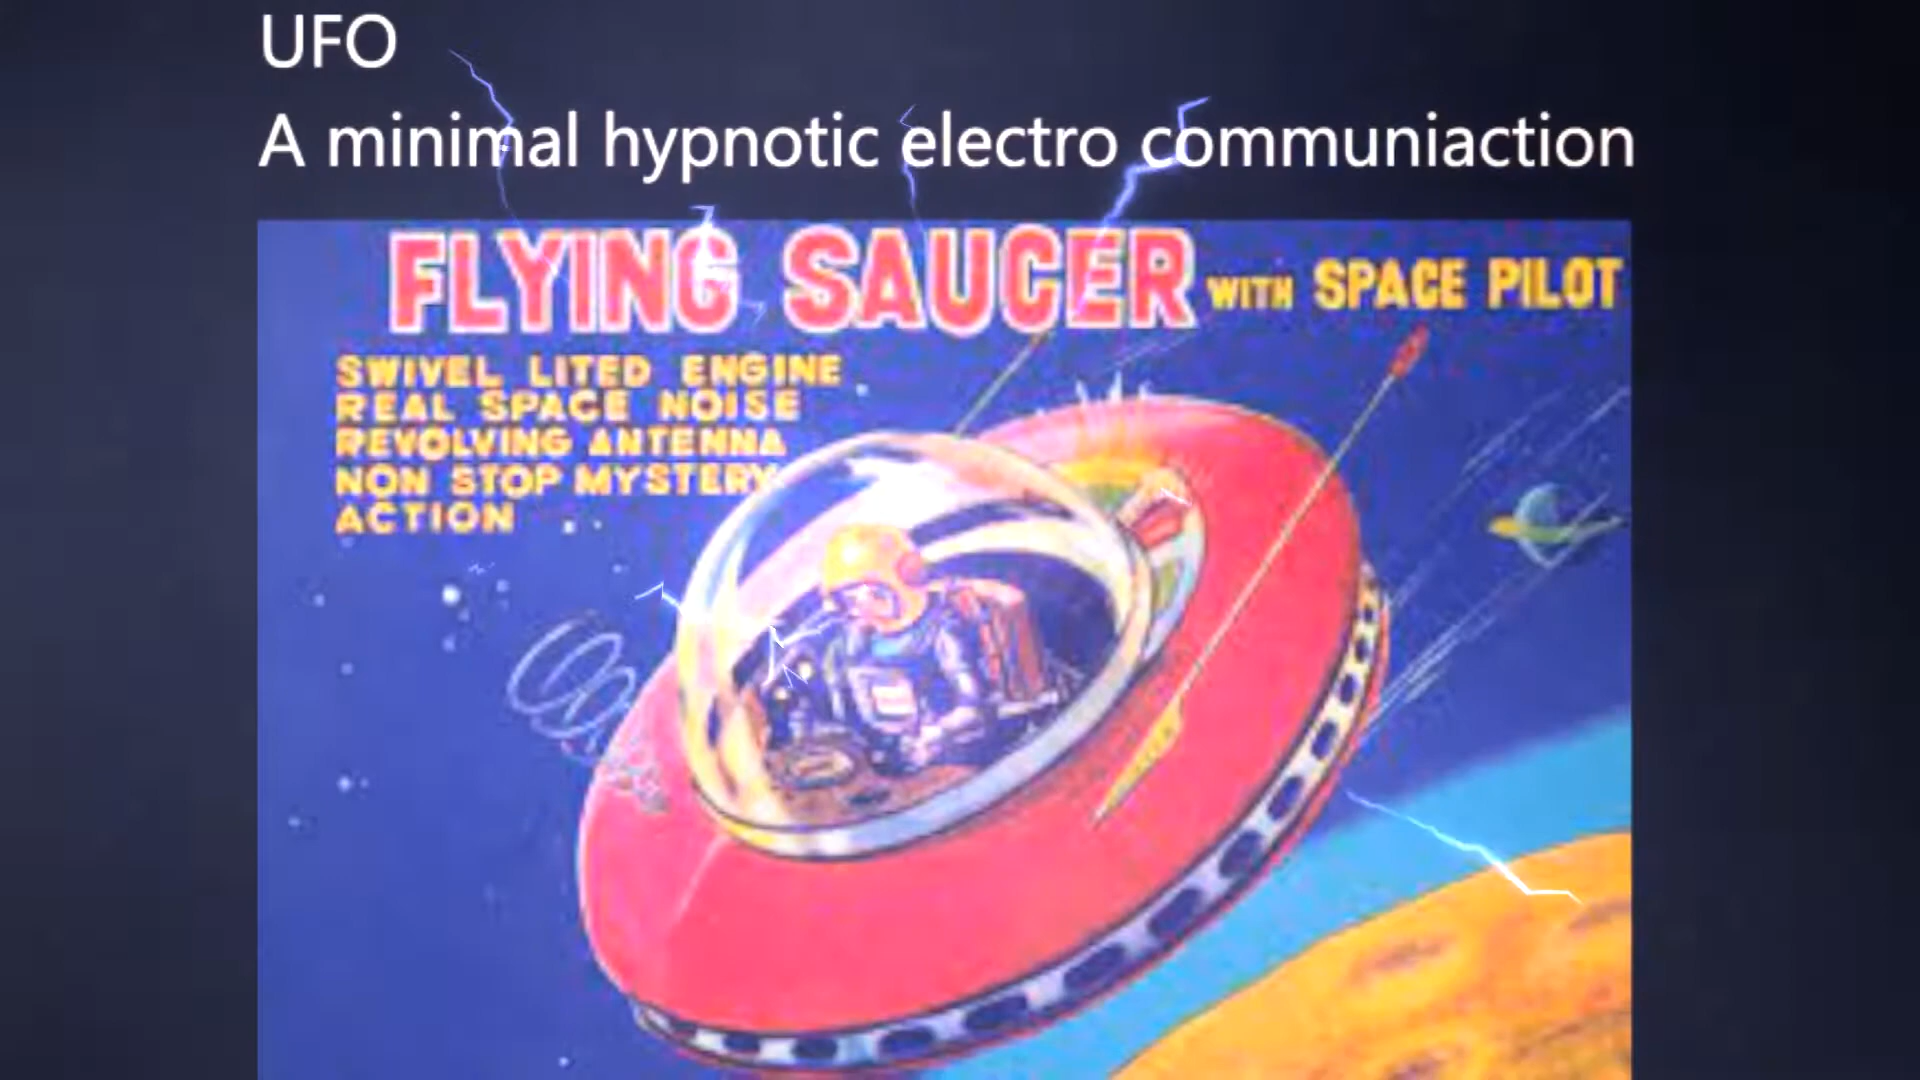 UFO
A minimal hypnotic electro communiaction
FLYING SAUCER WITH SPACE PILOT
SWIVEL LITED ENGINE
REAL SPACE NOISE
REVOLVING ANTENNA
NON STOP MYSTERY
ACTION